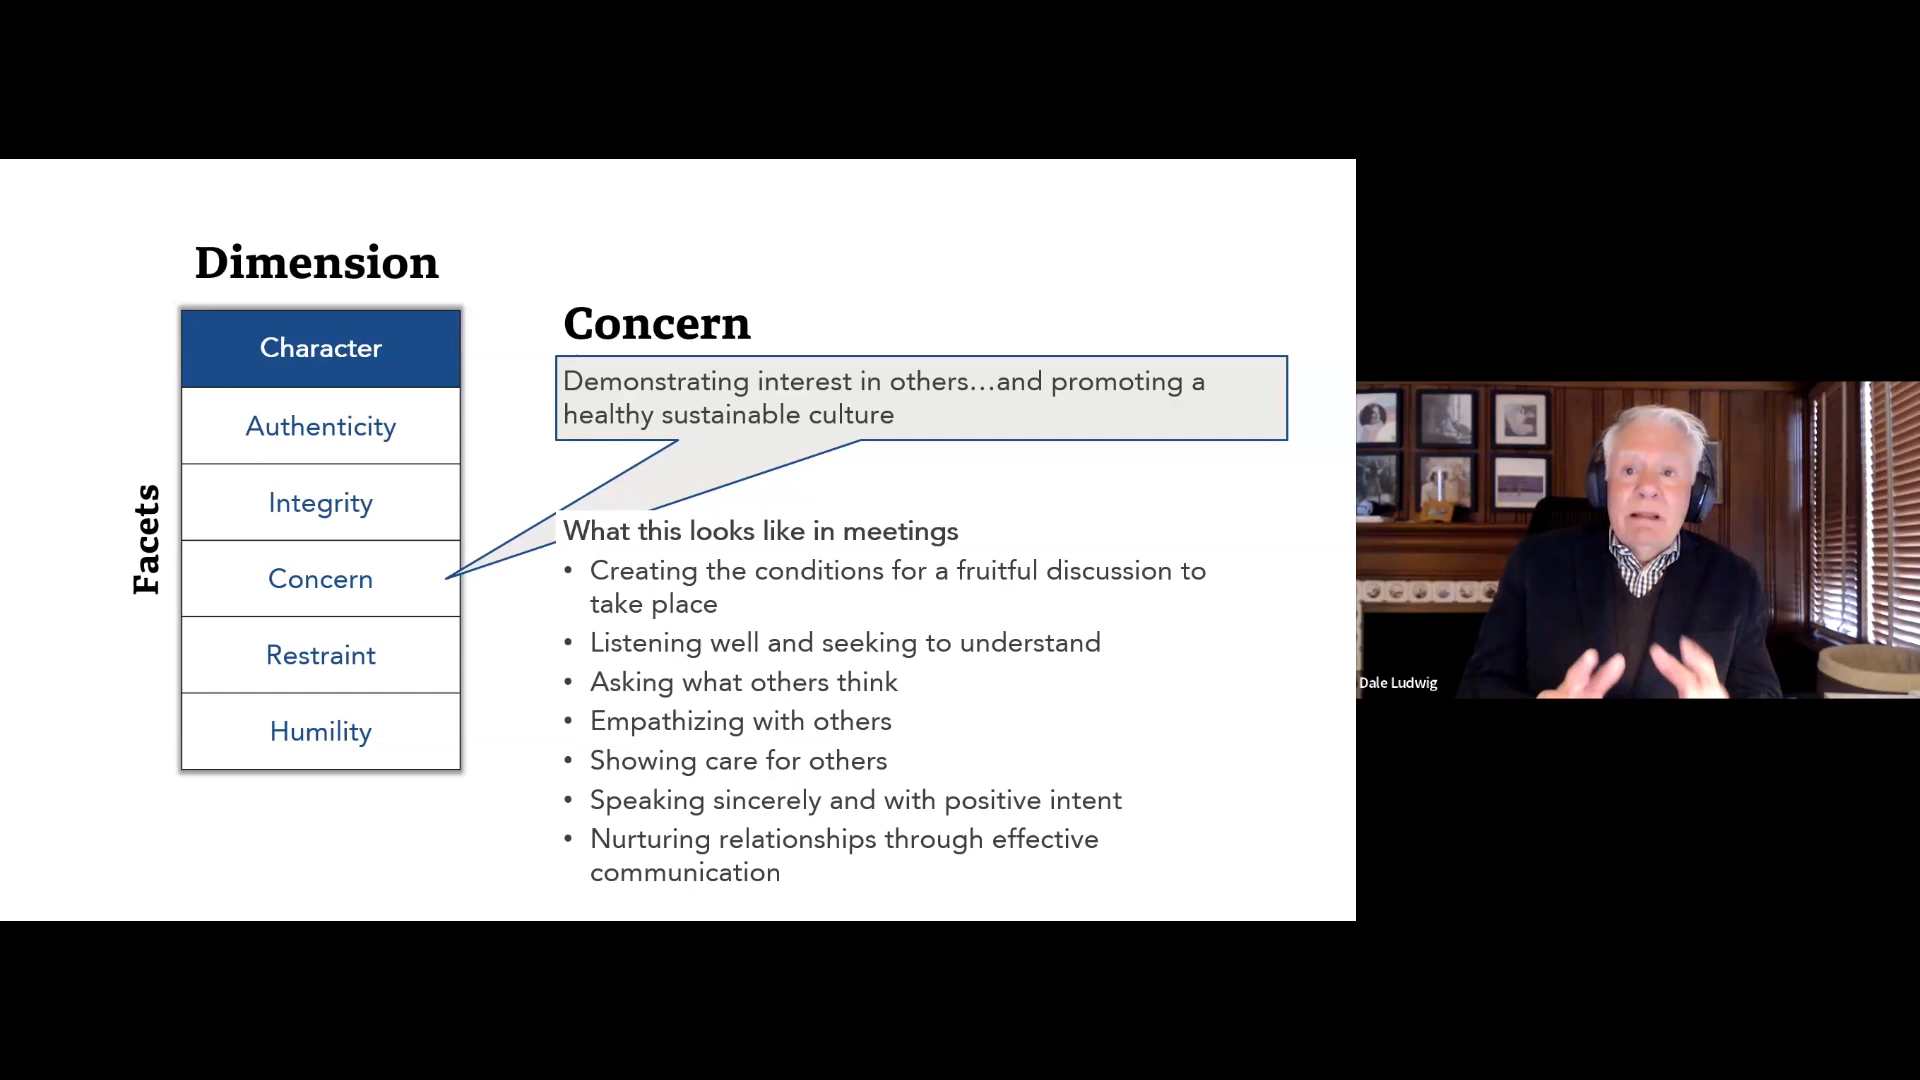 Dimension
Character
Authenticity
Integrity
Concern
Restraint
Humility
Facets
Concern
Demonstrating interest in others…and promoting a
healthy sustainable culture
What this looks like in meetings
• Creating the conditions for a fruitful discussion to
take place
• Listening well and seeking to understand
• Asking what others think
• Empathizing with others
• Showing care for others
• Speaking sincerely and with positive intent
• Nurturing relationships through effective
communication
Dale Ludwig